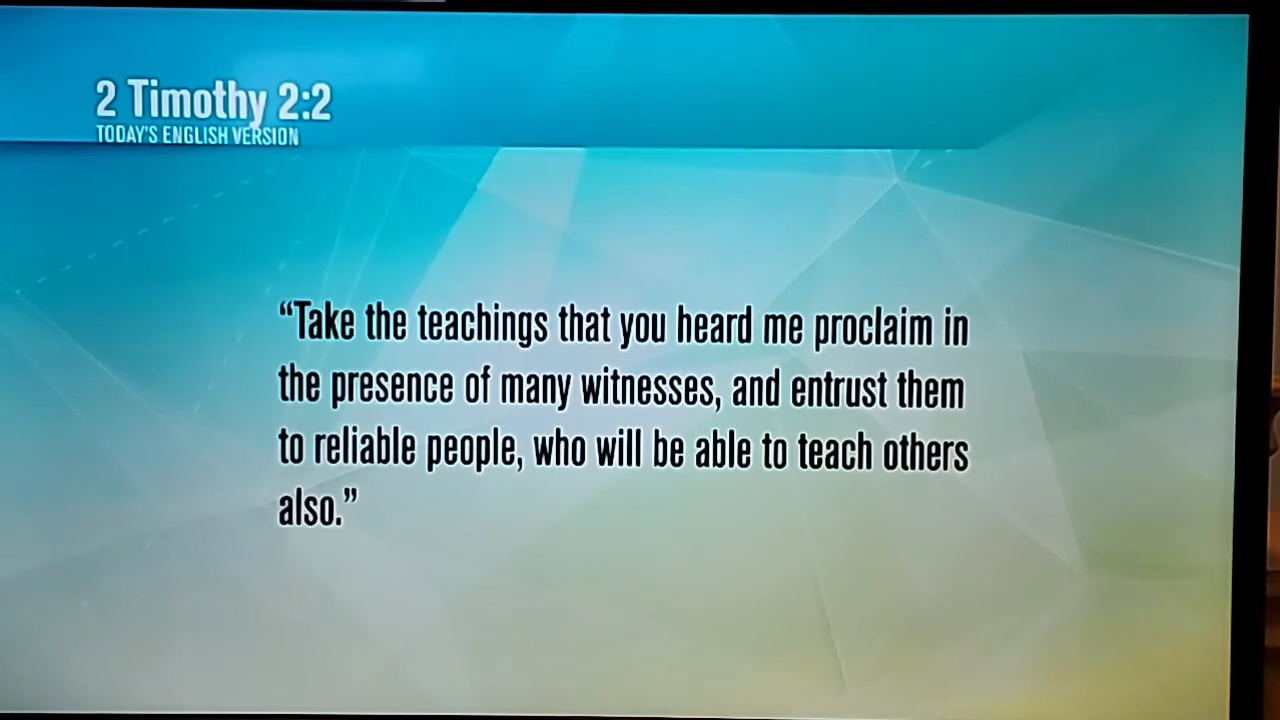 2 Timothy 2:2
TODAY'S ENGLISH VERSION
“Take the teachings that you heard me proclaim in
the presence of many witnesses, and entrust them
to reliable people, who will be able to teach others
also.”